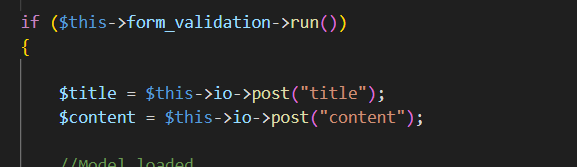 if ($this->form_validation->run())
{
$title = $this->io->post("title");
$content = $this->io->post("content");
//Model loaded